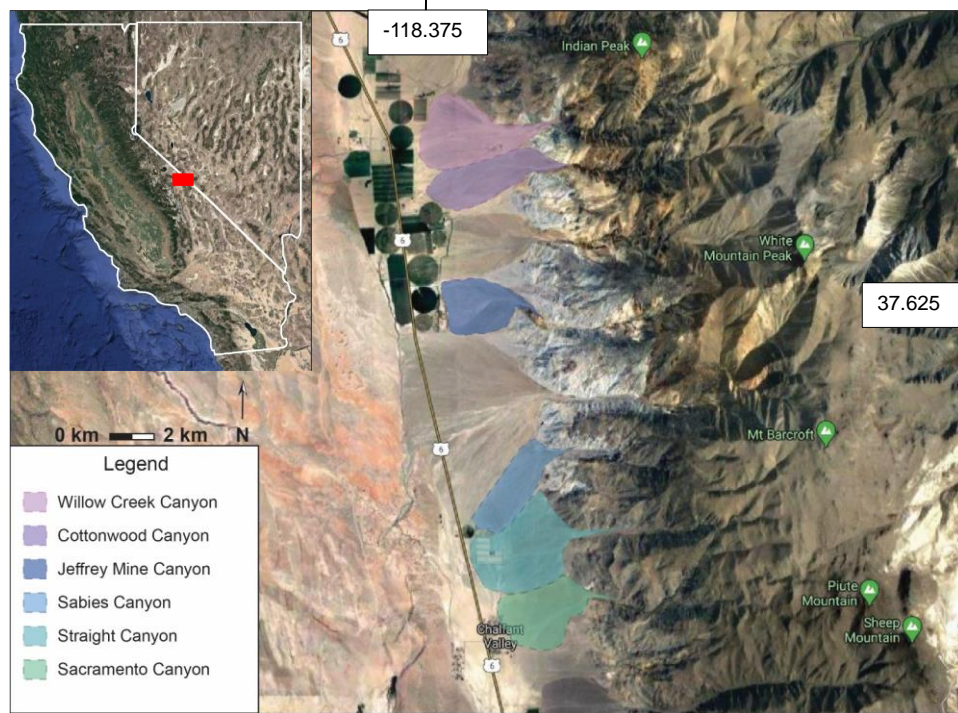 -118.375
6
Indian Peak
6
White
Mountain Peak
37.625
0 km
2 km
N
Mt Barcroft
6
Legend
Willow Creek Canyon
Cottonwood Canyon
Jeffrey Mine Canyon
Sabies Canyon
Straight Canyon
Sacramento Canyon
Piute
Mountain
Sheep
Mountain
Chalfant
Valley
6